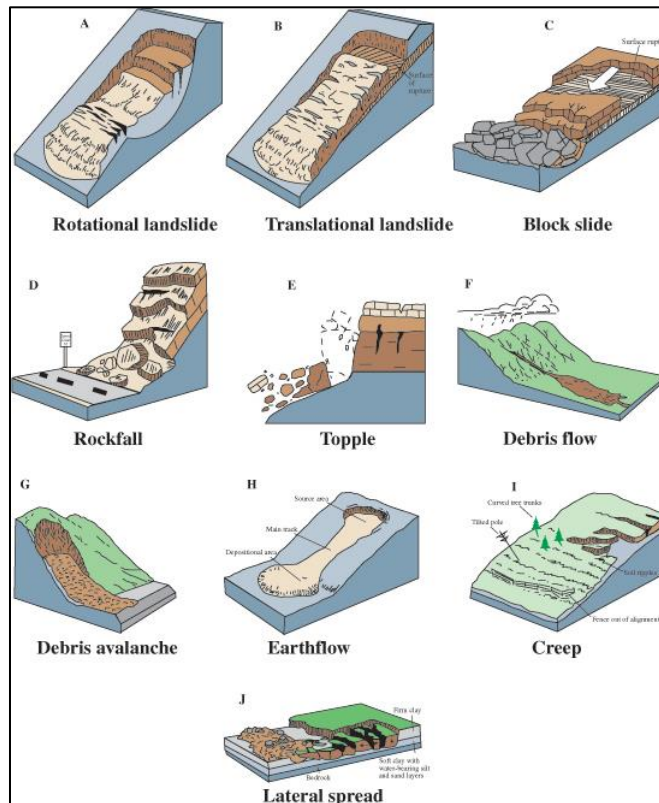 A
B
C
Surface of
rupture
Surface rupt
Rotational landslide
Translational landslide
Block slide
D
E
F
Rockfall
Topple
Debris flow
G
H
I
Source area
Main track
Depositional area
Curved tree trunks
Tilted pole
Soil ripples
Fence out of alignment
Debris avalanche
Earthflow
Creep
J
Firm clay
Soft clay with
water-bearing silt
and sand layers
Bedrock
Lateral spread